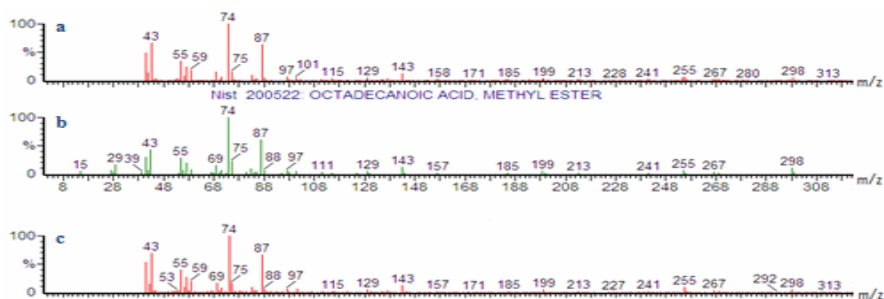 100 a 74 87
% 43 55 59 75 97 101 115 129 143 158 171 185 199 213 228 241 255 267 280 298 313
0 m/z
Nist 200522: OCTADECANOIC ACID, METHYL ESTER
100 b 74 87
% 15 29 39 43 55 69 75 88 97 111 129 143 157 199 213 241 255 267 298
0 m/z
8 28 48 68 88 108 128 148 168 188 208 228 248 268 288 308
100 c 74 87
% 43 53 55 59 69 75 88 97 115 129 143 157 171 185 199 213 227 241 255 267 292 298 313
0 m/z